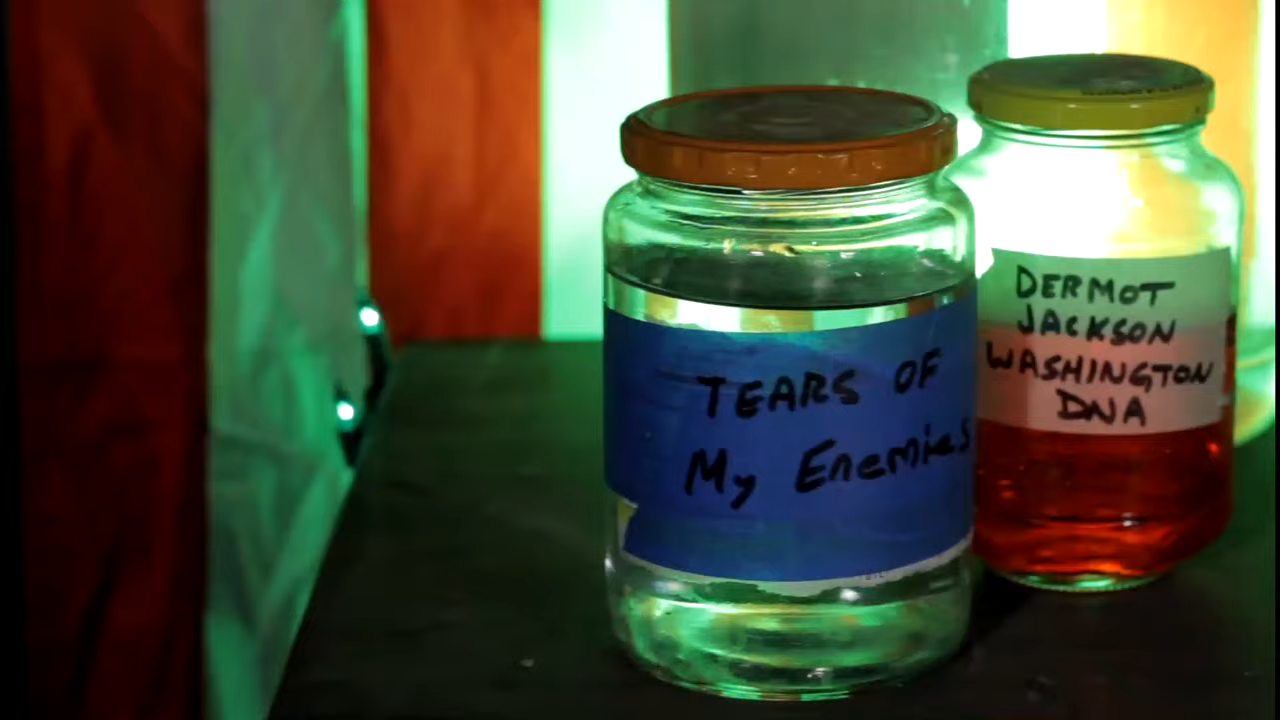 TEARS OF
My Enemies
DERMOT
JACKSON
WASHINGTON
DNA